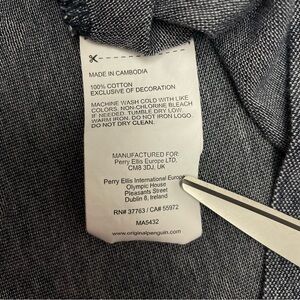 MADE IN CAMBODIA
100% COTTON
EXCLUSIVE OF DECORATION
MACHINE WASH COLD WITH LIKE
COLORS. NON-CHLORINE BLEACH
IF NEEDED. TUMBLE DRY LOW.
WARM IRON. DO NOT IRON LOGO.
DO NOT DRY CLEAN.
MANUFACTURED FOR:
Perry Ellis Europe LTD,
CM8 3DJ, UK
Perry Ellis International Europe
Olympic House
Pleasants Street
Dublin 8, Ireland
RN# 37763 / CA# 55972
MA5432
www.originalpenguin.com